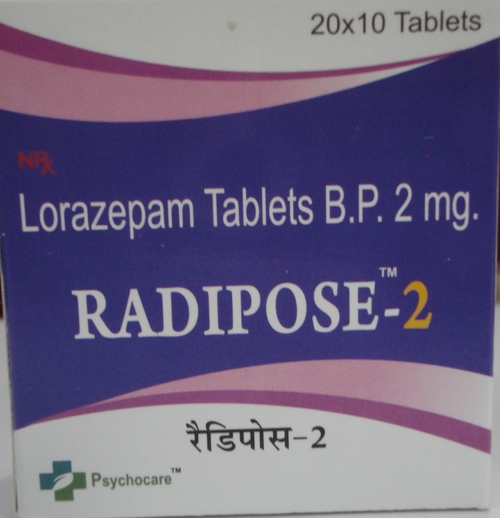 20x10 Tablets
NRx
Lorazepam Tablets B.P. 2 mg.
RADIPOSE™-2
रैडिपोस-2
Psychocare™